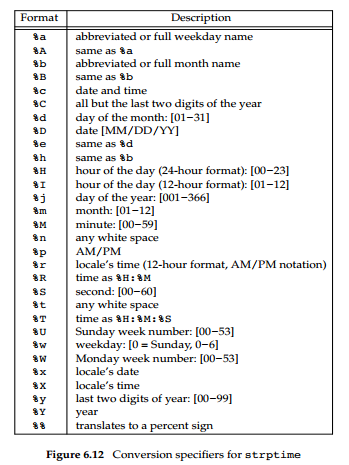 Format Description
%a abbreviated or full weekday name
%A same as %a
%b abbreviated or full month name
%B same as %b
%c date and time
%C all but the last two digits of the year
%d day of the month: [01–31]
%D date [MM/DD/YY]
%e same as %d
%h same as %b
%H hour of the day (24-hour format): [00–23]
%I hour of the day (12-hour format): [01–12]
%j day of the year: [001–366]
%m month: [01–12]
%M minute: [00–59]
%n any white space
%p AM/PM
%r locale’s time (12-hour format, AM/PM notation)
%R time as %H:%M
%S second: [00–60]
%t any white space
%T time as %H:%M:%S
%U Sunday week number: [00–53]
%w weekday: [0 = Sunday, 0–6]
%W Monday week number: [00–53]
%x locale’s date
%X locale’s time
%y last two digits of year: [00–99]
%Y year
%% translates to a percent sign
Figure 6.12 Conversion specifiers for strptime